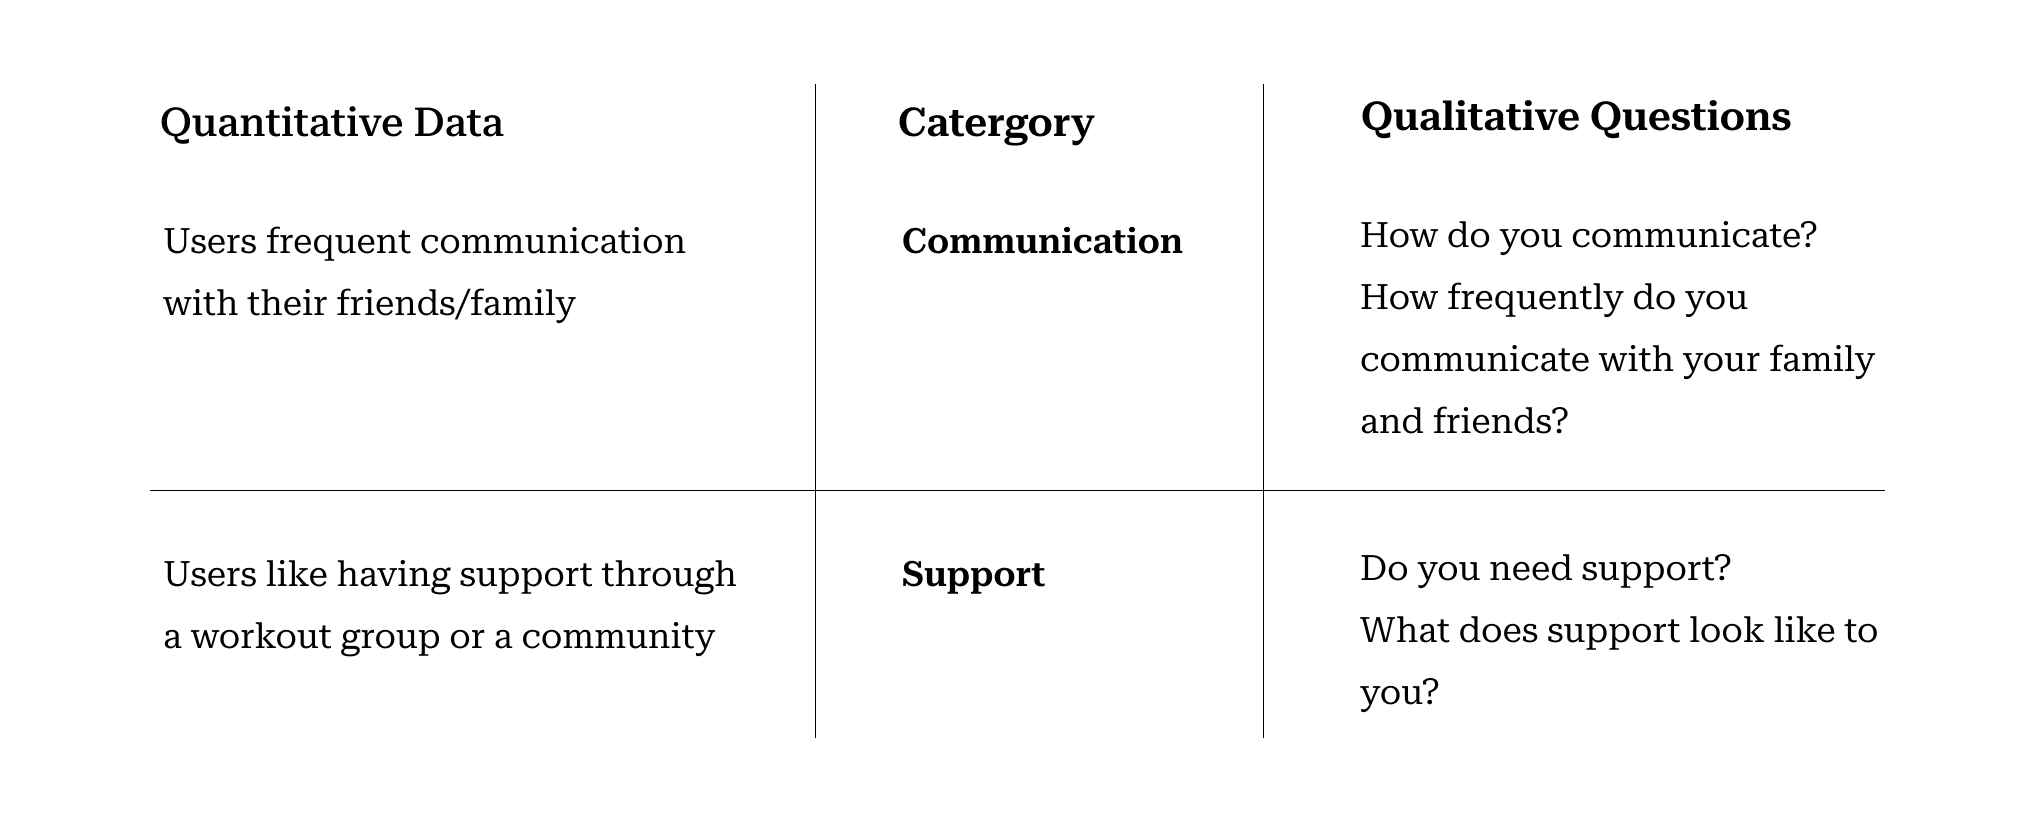 Quantitative Data
Catergory
Qualitative Questions
Users frequent communication
with their friends/family
Communication
How do you communicate?
How frequently do you
communicate with your family
and friends?
Users like having support through
a workout group or a community
Support
Do you need support?
What does support look like to
you?